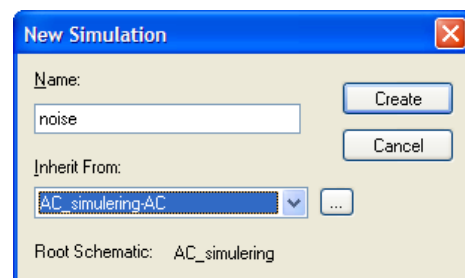 New Simulation
Name:
noise
Create
Cancel
Inherit From:
AC_simulering-AC
...
Root Schematic: AC_simulering